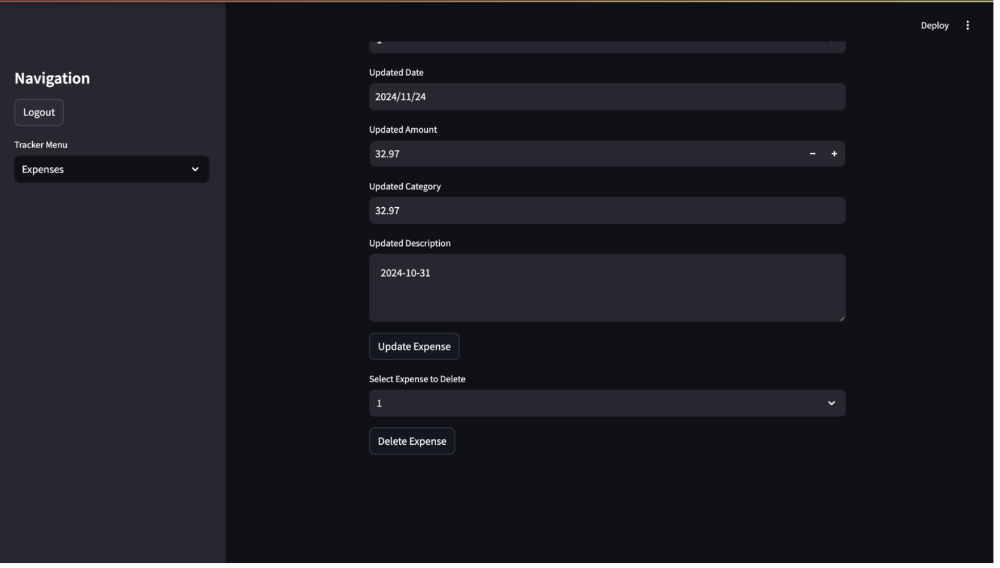 Deploy
Navigation
Logout
Tracker Menu
Expenses
1
Updated Date
2024/11/24
Updated Amount
32.97
Updated Category
32.97
Updated Description
2024-10-31
Update Expense
Select Expense to Delete
1
Delete Expense